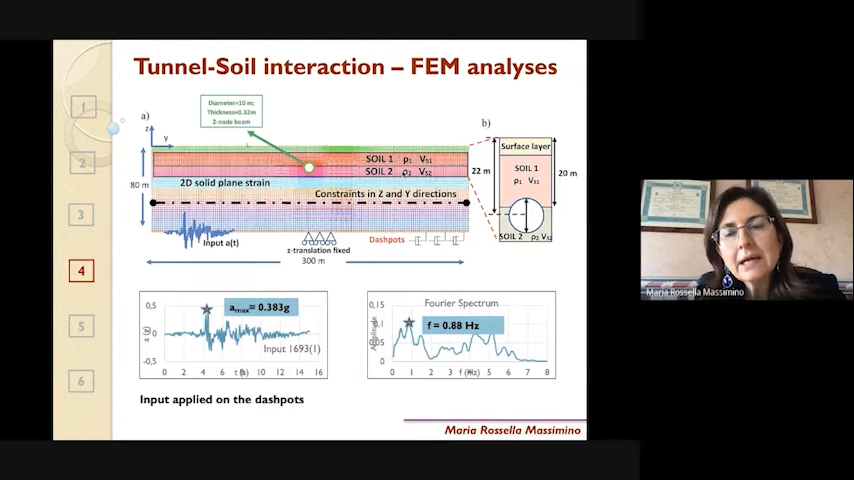 Tunnel-Soil interaction – FEM analyses
1
2
3
4
5
6
a)
Diameter=10 m;
Thickness=0.32m
2-node beam
z
Y
80 m
SOIL 1 ρ1 VS1
SOIL 2 ρ2 VS2
2D solid plane strain
Constraints in Z and Y directions
Input a(t)
z-translation fixed
Dashpots
300 m
b)
Surface layer
SOIL 1
ρ1 VS1
22 m
20 m
SOIL 2 ρ2 VS2
0,5
0
-0,5
a (g)
amax= 0.383g
Input 1693(1)
0 2 4 6 8 10 12 14 16
t (s)
Fourier Spectrum
0,15
0,1
0,05
0
Amplitude
f = 0.88 Hz
0 1 2 3 4 5 6 7 8
f (Hz)
Input applied on the dashpots
Maria Rossella Massimino
Maria Rossella Massimino